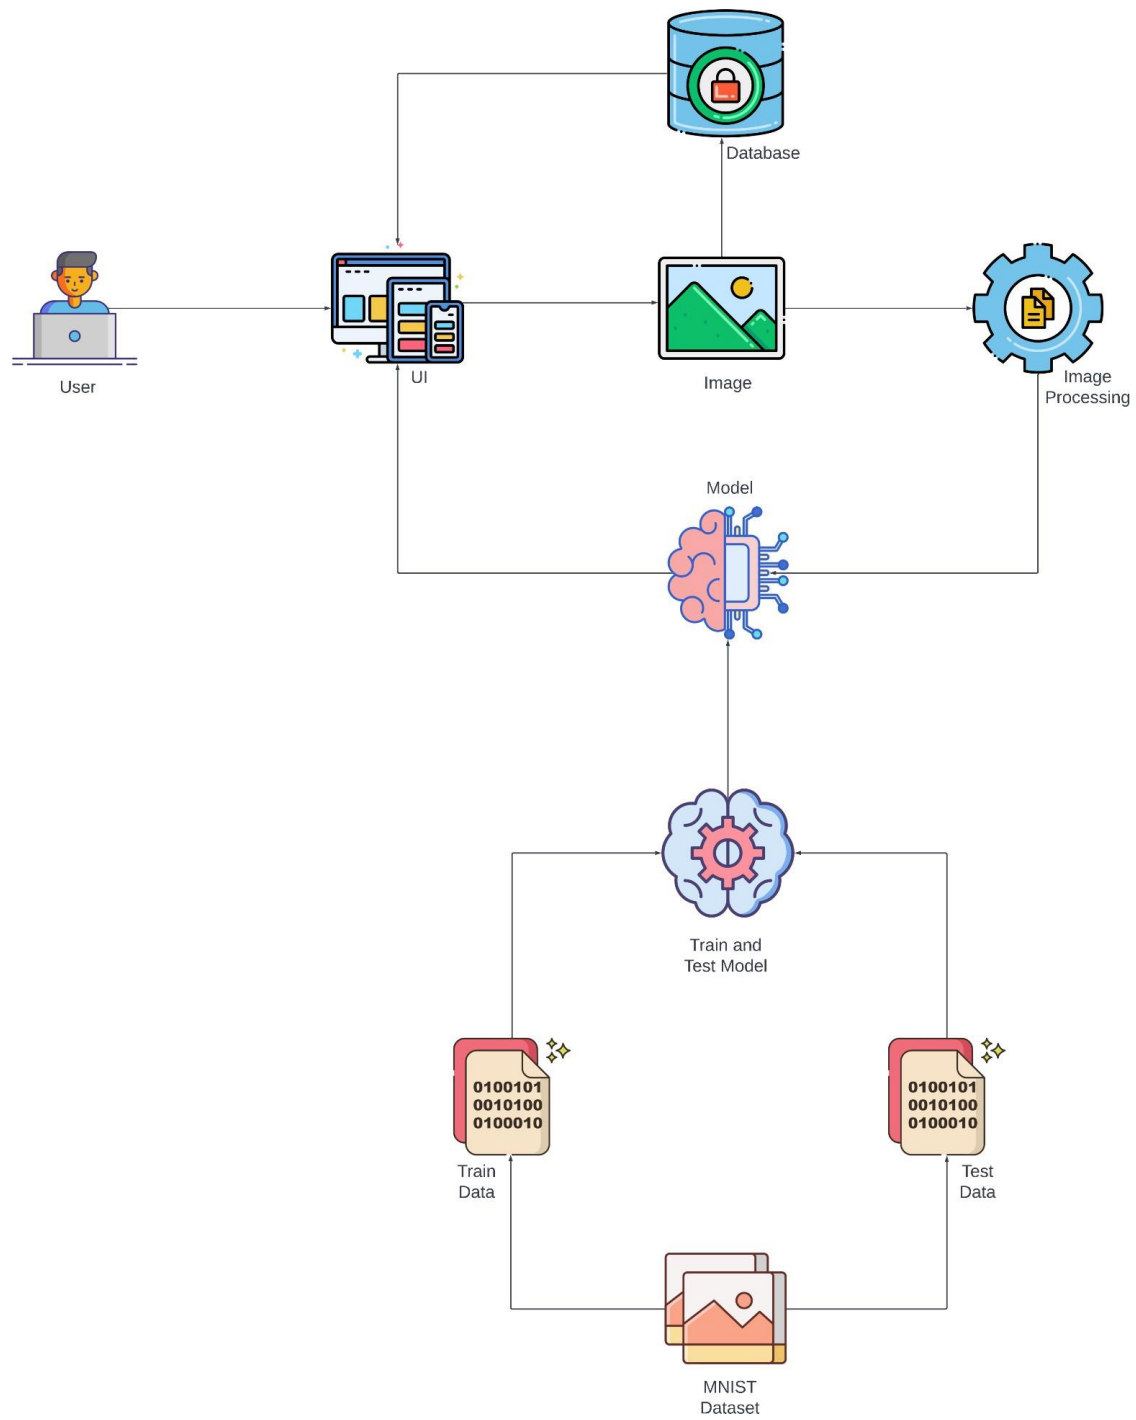 Database
User
UI
Image
Image
Processing
Model
Train and
Test Model
0100101
0010100
0100010
0100101
0010100
0100010
Train
Data
Test
Data
MNIST
Dataset